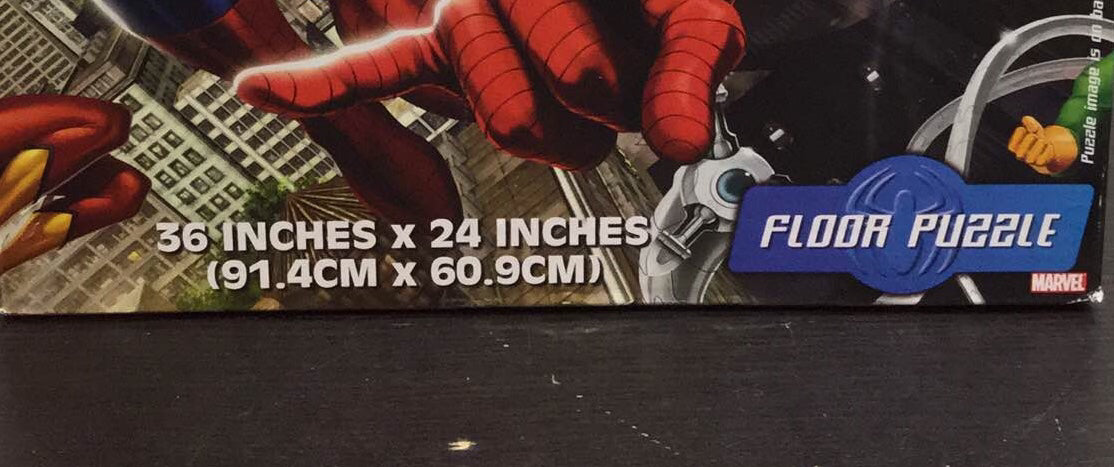 36 INCHES x 24 INCHES
(91.4CM x 60.9CM)
FLOOR PUZZLE
MARVEL
Puzzle image is on